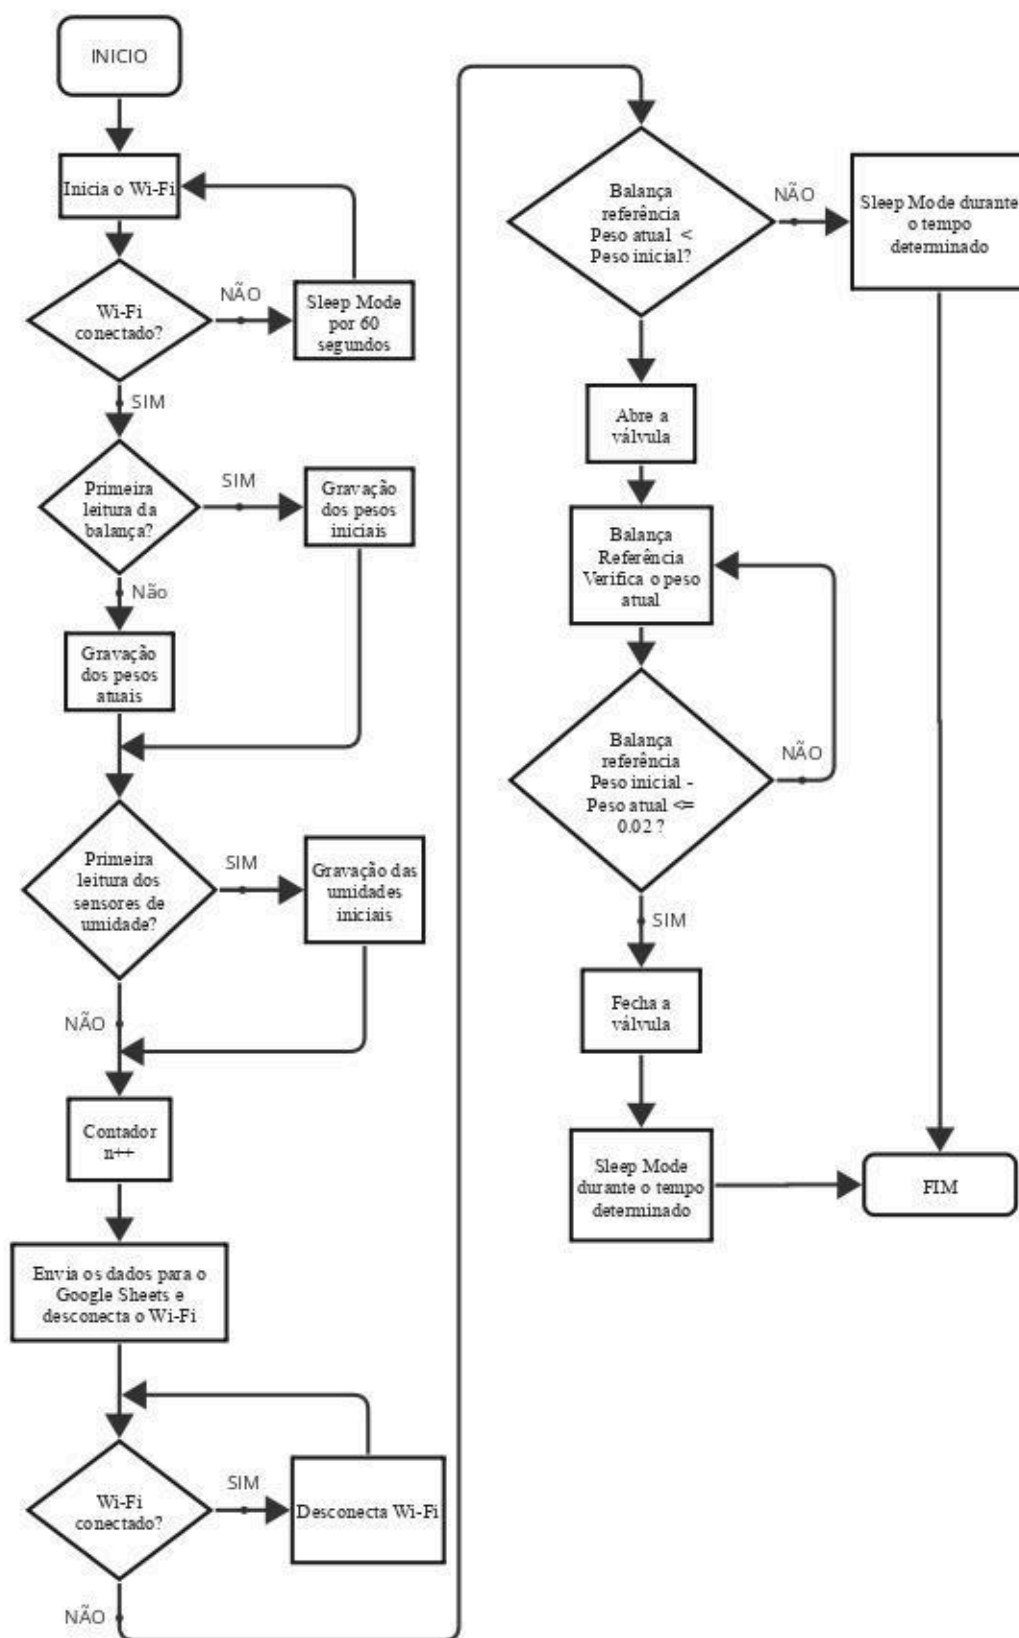 INICIO
Inicia o Wi-Fi
Wi-Fi
conectado?
NÃO
Sleep Mode
por 60
segundos
SIM
Primeira
leitura da
balança?
SIM
Gravação
dos pesos
iniciais
Não
Gravação
dos pesos
atuais
Primeira
leitura dos
sensores de
umidade?
SIM
Gravação das
umidades
iniciais
NÃO
Contador
n++
Envia os dados para o
Google Sheets e
desconecta o Wi-Fi
Wi-Fi
conectado?
SIM
Desconecta Wi-Fi
NÃO
Balança
referência
Peso atual <
Peso inicial?
NÃO
Sleep Mode durante
o tempo
determinado
Abre a
válvula
Balança
Referência
Verifica o peso
atual
Balança
referência
Peso inicial -
Peso atual <=
0.02 ?
NÃO
SIM
Fecha a
válvula
Sleep Mode
durante o tempo
determinado
FIM